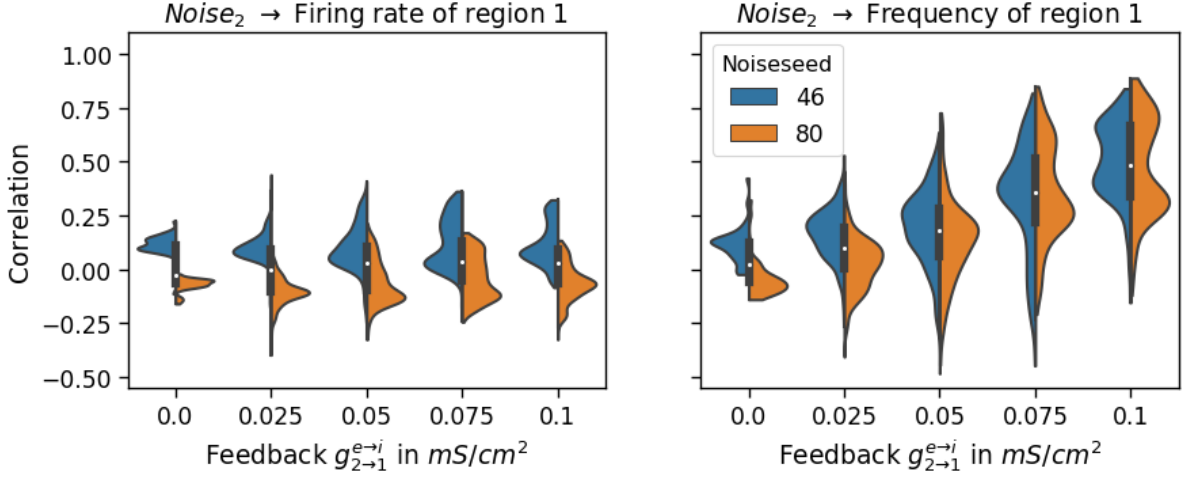 Noise₂ → Firing rate of region 1
Noise₂ → Frequency of region 1
Correlation
1.00
0.75
0.50
0.25
0.00
−0.25
−0.50
0.0 0.025 0.05 0.075 0.1
Feedback g₂→₁ᵉ→ⁱ in mS/cm²
Noiseseed
46
80
0.0 0.025 0.05 0.075 0.1
Feedback g₂→₁ᵉ→ⁱ in mS/cm²